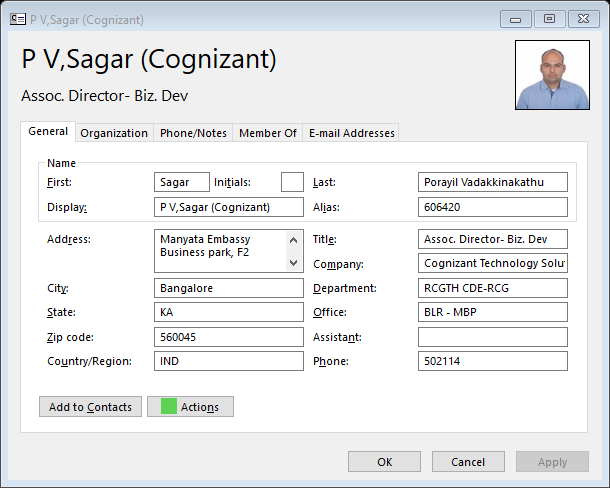 P V,Sagar (Cognizant)
P V,Sagar (Cognizant)
Assoc. Director- Biz. Dev
General Organization Phone/Notes Member Of E-mail Addresses
Name
First: Sagar Initials: Last: Porayil Vadakkinakathu
Display: P V,Sagar (Cognizant) Alias: 606420
Address: Manyata Embassy Title: Assoc. Director- Biz. Dev
Business park, F2
Company: Cognizant Technology Solut
City: Bangalore Department: RCGTH CDE-RCG
State: KA Office: BLR - MBP
Zip code: 560045 Assistant:
Country/Region: IND Phone: 502114
Add to Contacts Actions
OK Cancel Apply